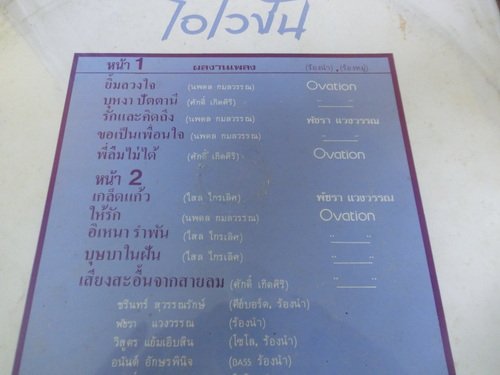 โอเวชั่น
หน้า 1 ผลงานเพลง (ร้องนำ) , (ร้องหมู่)
ยิ้มลวงใจ (นพดล กมลวรรณ) Ovation
บุหงา ปัตตานี (ศักดิ์ เกิดศิริ) "______"
รักและคิดถึง (นพดล กมลวรรณ) พัชรา แวงวรรณ
ขอเป็นเพื่อนใจ (นพดล กมลวรรณ) "______"
พี่ลืมไม่ได้ (ศักดิ์ เกิดศิริ) Ovation
หน้า 2
เกล็ดแก้ว (ไสล ไกรเลิศ) พัชรา แวงวรรณ
ให้รัก (นพดล กมลวรรณ) Ovation
อิเหนา รำพัน (ไสล ไกรเลิศ) "______"
บุษบาในฝัน (ไสล ไกรเลิศ) "______"
เสียงสะอื้นจากสายลม (ศักดิ์ เกิดศิริ) "______"
ชรินทร์ สุวรรณรักษ์ (คีย์บอร์ด, ร้องนำ)
พัชรา แวงวรรณ (ร้องนำ)
วิสูตร แย้มเอิบสิน (โซโล, ร้องนำ)
อนันต์ อักษรพินิจ (BASS ร้องนำ)